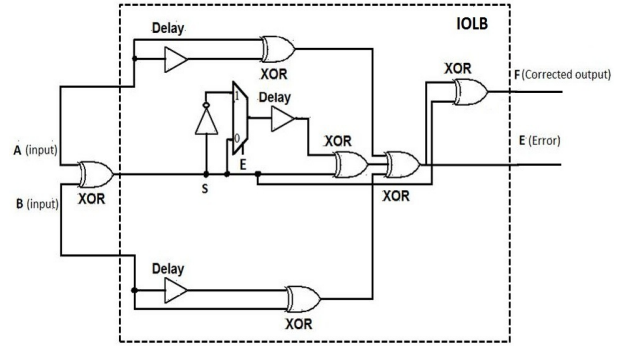 Delay
IOLB
XOR
XOR
F(Corrected output)
1
Delay
A (input)
XOR
E (Error)
0
E
B (input)
XOR
S
XOR
Delay
XOR